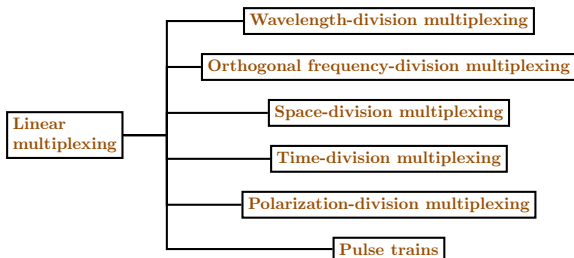 Wavelength-division multiplexing
Orthogonal frequency-division multiplexing
Linear
multiplexing
Space-division multiplexing
Time-division multiplexing
Polarization-division multiplexing
Pulse trains